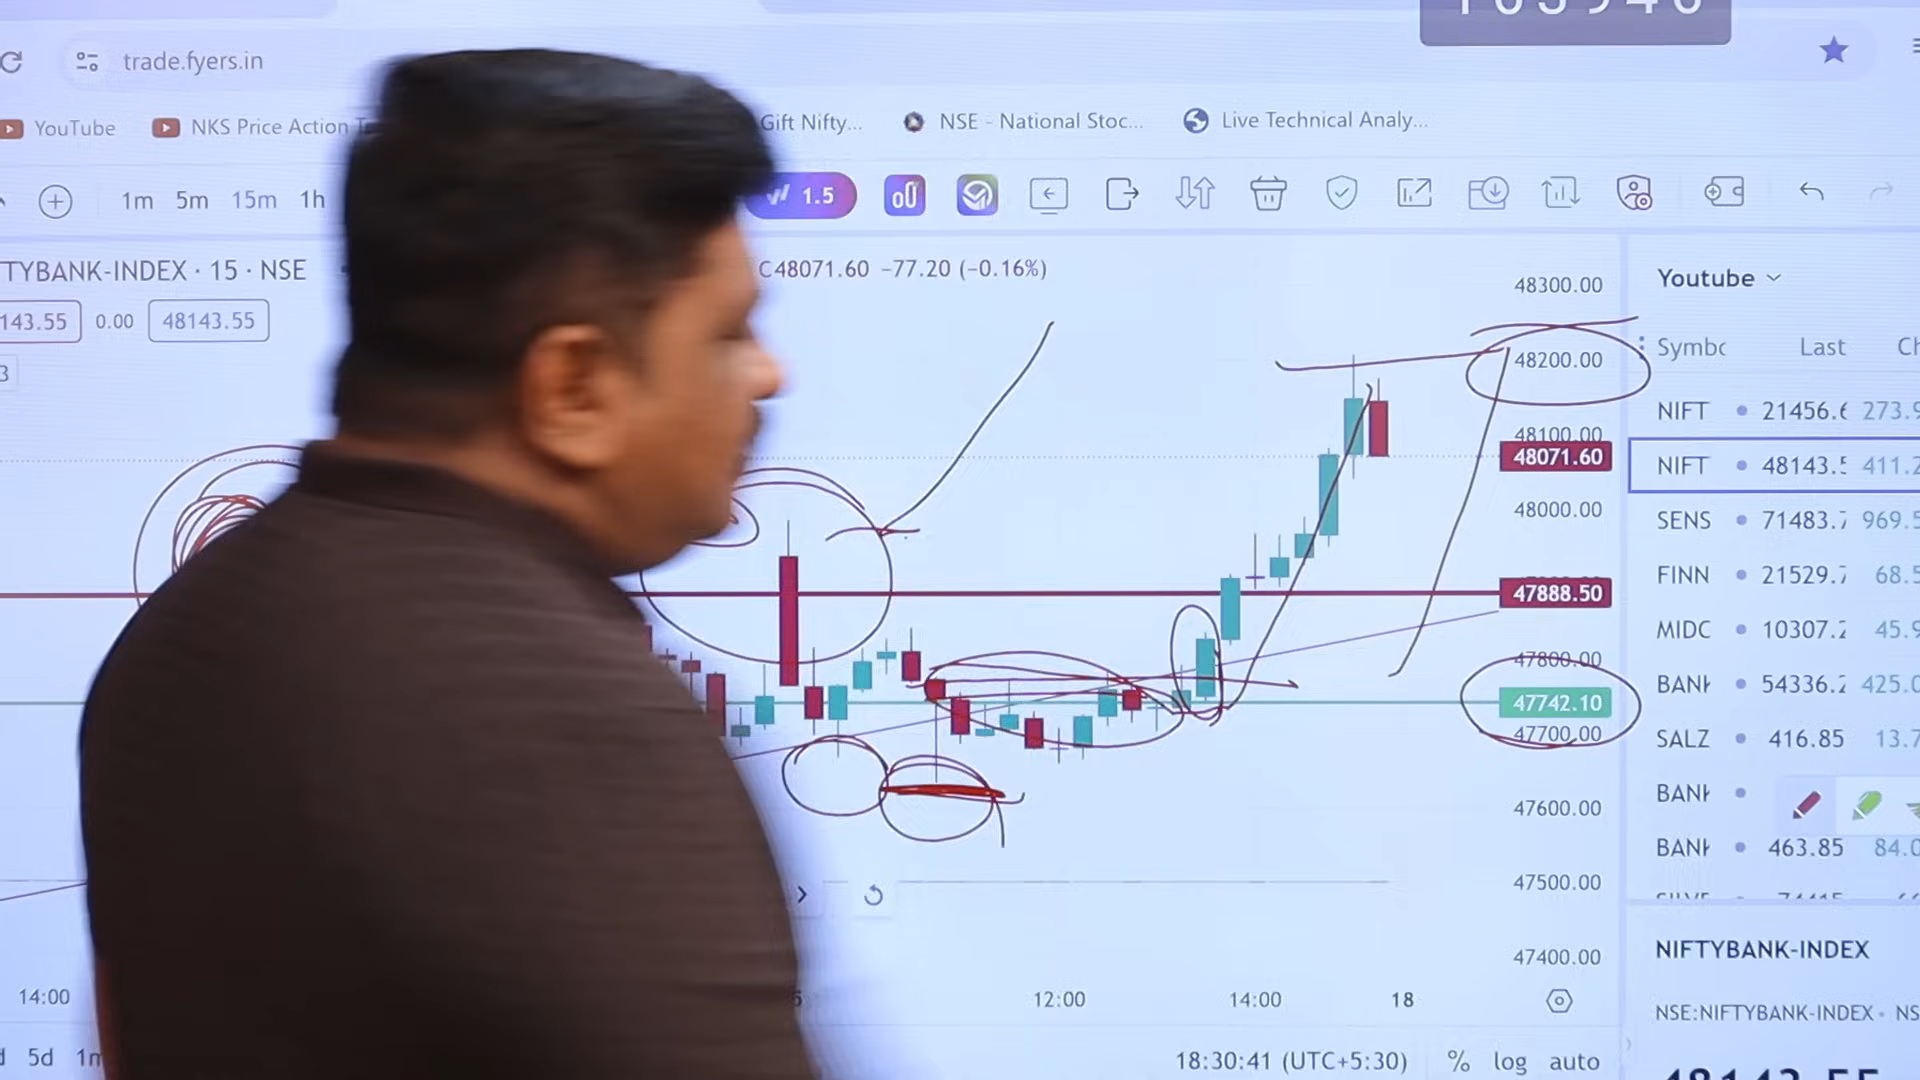 trade.fyers.in
YouTube NKS Price Action Gift Nifty... NSE - National Stoc... Live Technical Analy...
1m 5m 15m 1h 1.5
TYBANK-INDEX · 15 · NSE C48071.60 −77.20 (−0.16%)
143.55 0.00 48143.55
3
48300.00
48200.00
48100.00
48071.60
48000.00
47888.50
47800.00
47742.10
47700.00
47600.00
47500.00
47400.00
14:00 12:00 14:00 18
5d 1m 18:30:41 (UTC+5:30) % log auto
Youtube
Symbo Last Ch
NIFT 21456.6 273.9
NIFT 48143.5 411.2
SENS 71483.7 969.5
FINN 21529.7 68.5
MIDC 10307.2 45.9
BANK 54336.2 425.0
SALZ 416.85 13.7
BANK
BANK 463.85 84.0
NIFTYBANK-INDEX
NSE:NIFTYBANK-INDEX • NS
48143.55